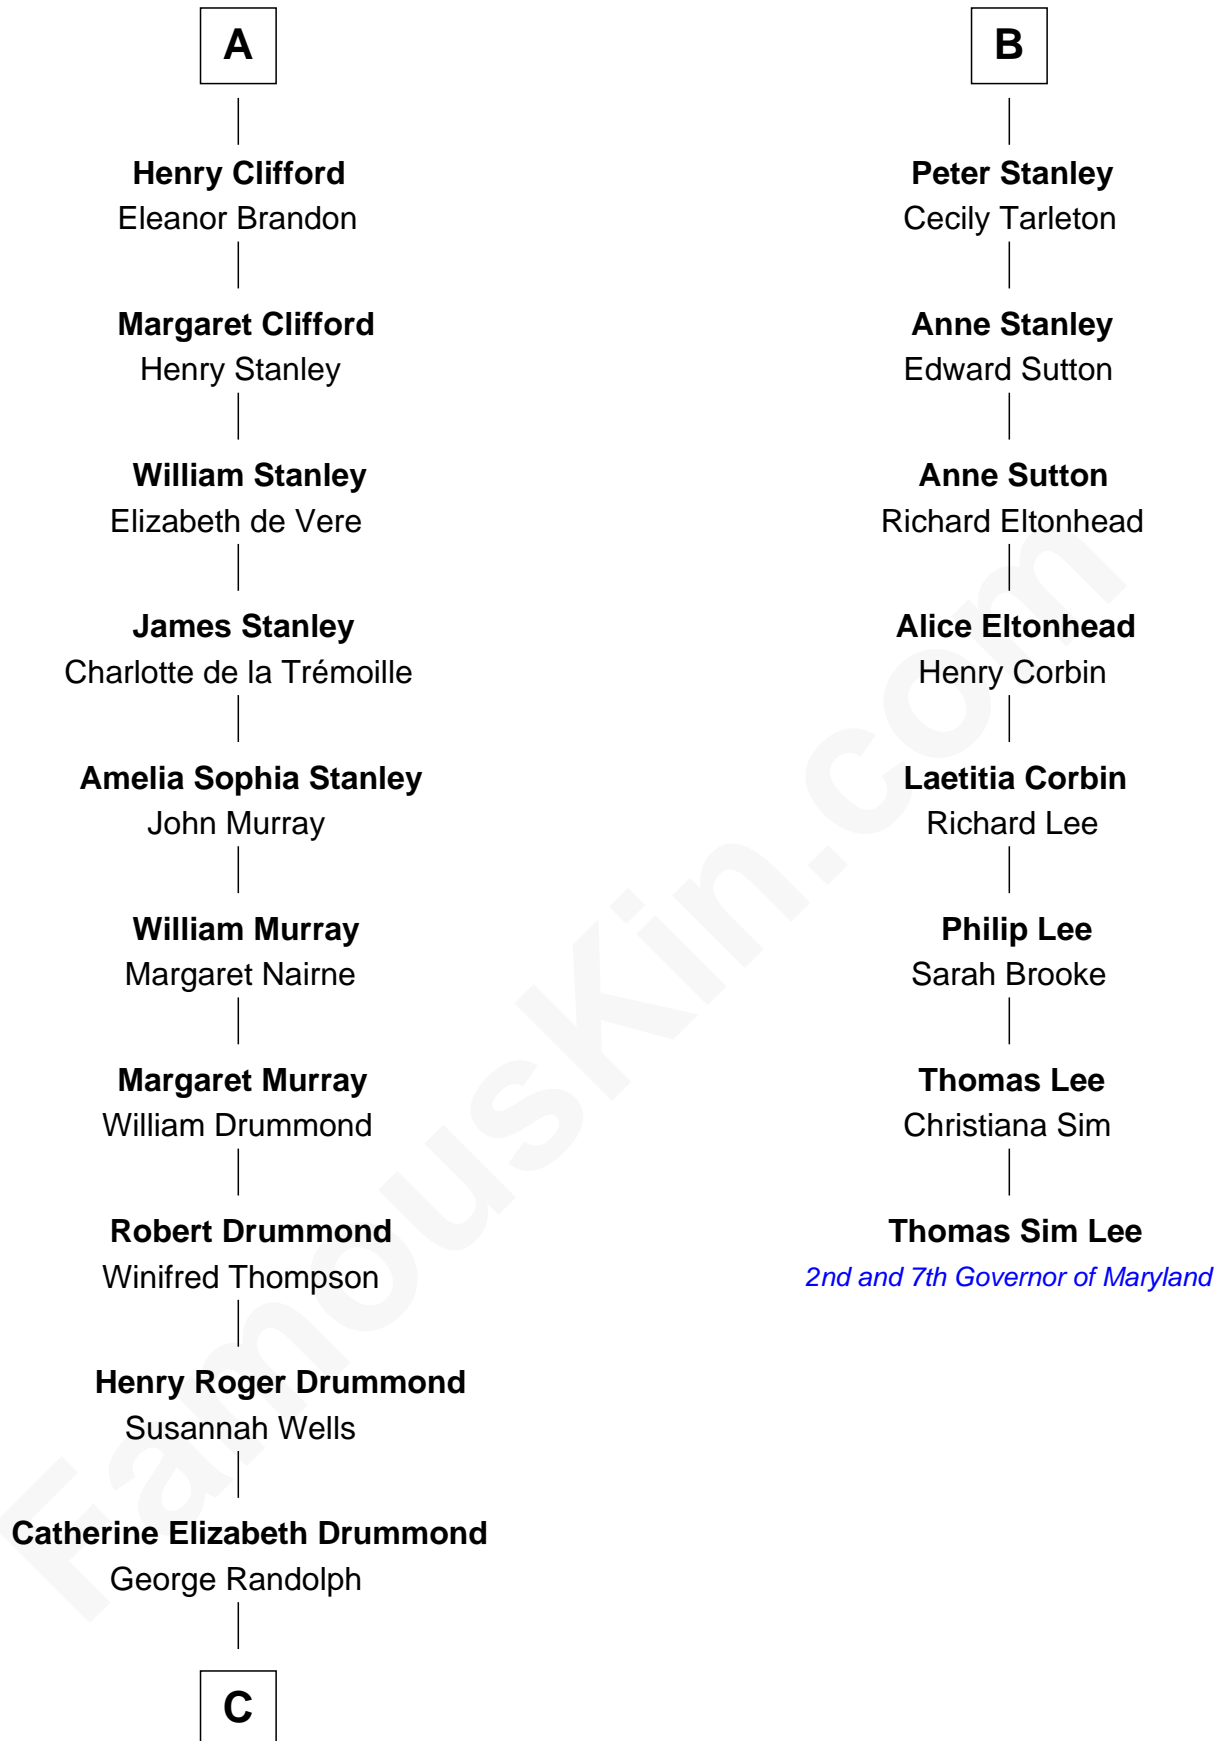 A
Henry Clifford
Eleanor Brandon
Margaret Clifford
Henry Stanley
William Stanley
Elizabeth de Vere
James Stanley
Charlotte de la Trémoille
Amelia Sophia Stanley
John Murray
William Murray
Margaret Nairne
Margaret Murray
William Drummond
Robert Drummond
Winifred Thompson
Henry Roger Drummond
Susannah Wells
Catherine Elizabeth Drummond
George Randolph
C
B
Peter Stanley
Cecily Tarleton
Anne Stanley
Edward Sutton
Anne Sutton
Richard Eltonhead
Alice Eltonhead
Henry Corbin
Laetitia Corbin
Richard Lee
Philip Lee
Sarah Brooke
Thomas Lee
Christiana Sim
Thomas Sim Lee
2nd and 7th Governor of Maryland
FamousKin.com